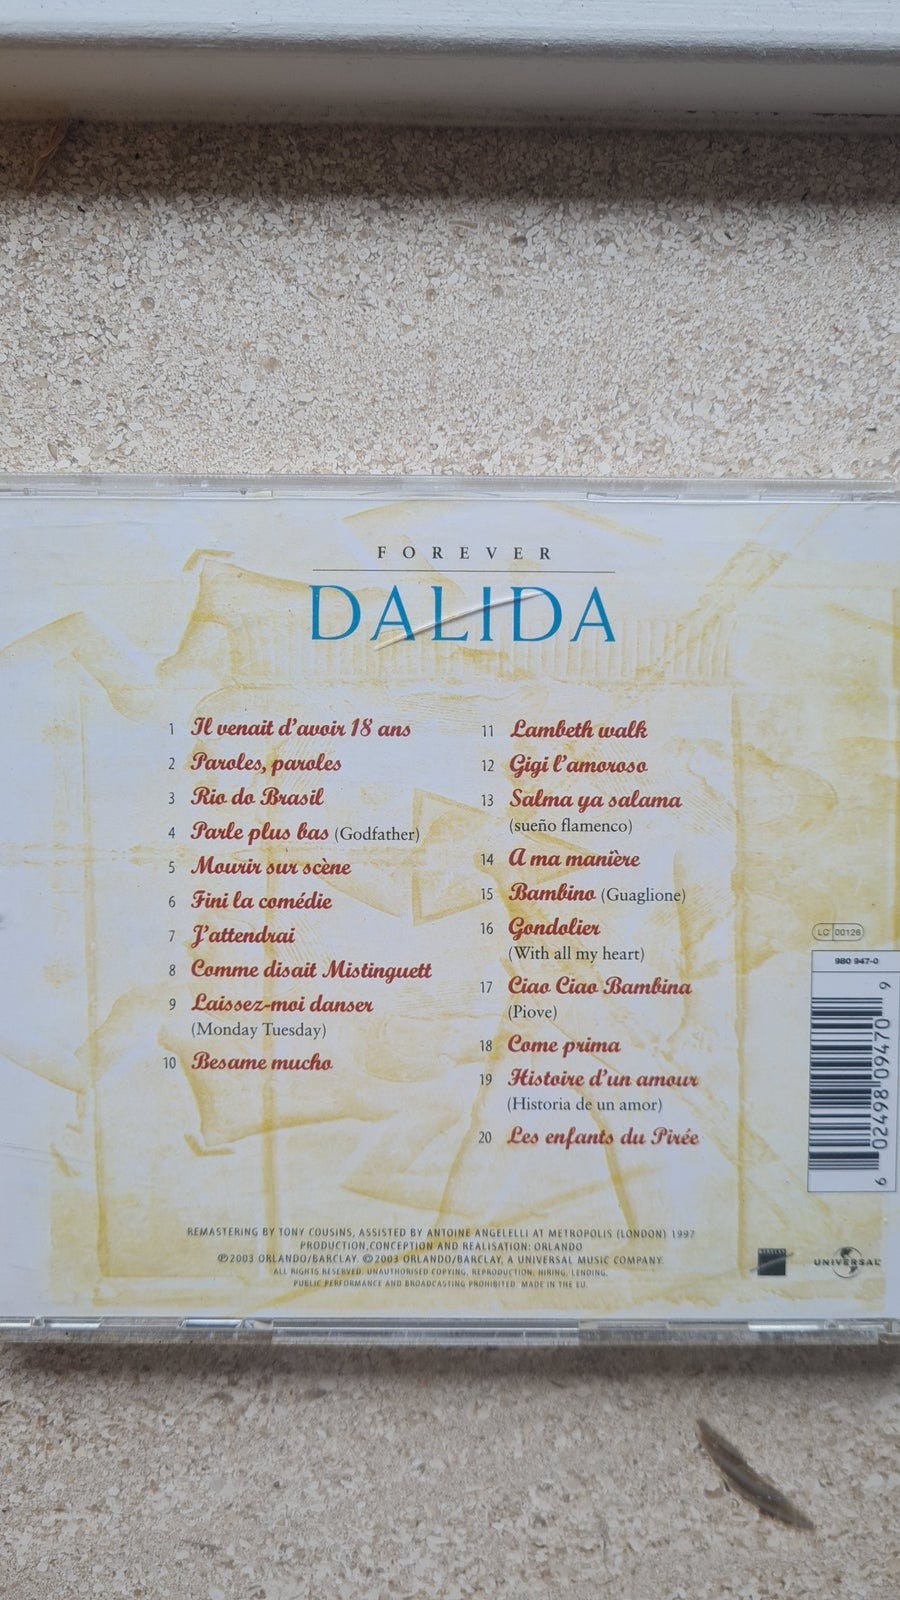 FOREVER
DALIDA
1 Il venait d'avoir 18 ans
2 Paroles, paroles
3 Rio do Brasil
4 Parle plus bas (Godfather)
5 Mourir sur scène
6 Fini la comédie
7 J'attendrai
8 Comme disait Mistinguett
9 Laissez-moi danser
(Monday Tuesday)
10 Besame mucho
11 Lambeth walk
12 Gigi l'amoroso
13 Salma ya salama
(sueño flamenco)
14 A ma manière
15 Bambino (Guaglione)
16 Gondolier
(With all my heart)
17 Ciao Ciao Bambina
(Piove)
18 Come prima
19 Histoire d'un amour
(Historia de un amor)
20 Les enfants du Pirée
LC 00126
980 947-0
6 02498 09470 9
REMASTERING BY TONY COUSINS, ASSISTED BY ANTOINE ANGELELLI AT METROPOLIS (LONDON) 1997
PRODUCTION,CONCEPTION AND REALISATION: ORLANDO
℗2003 ORLANDO/BARCLAY. ©2003 ORLANDO/BARCLAY, A UNIVERSAL MUSIC COMPANY.
ALL RIGHTS RESERVED. UNAUTHORISED COPYING, REPRODUCTION, HIRING, LENDING,
PUBLIC PERFORMANCE AND BROADCASTING PROHIBITED. MADE IN THE EU.
BARCLAY
UNIVERSAL